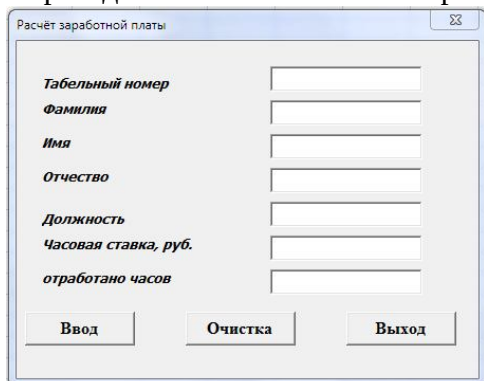 Расчёт заработной платы
Табельный номер
Фамилия
Имя
Отчество
Должность
Часовая ставка, руб.
отработано часов
Ввод Очистка Выход